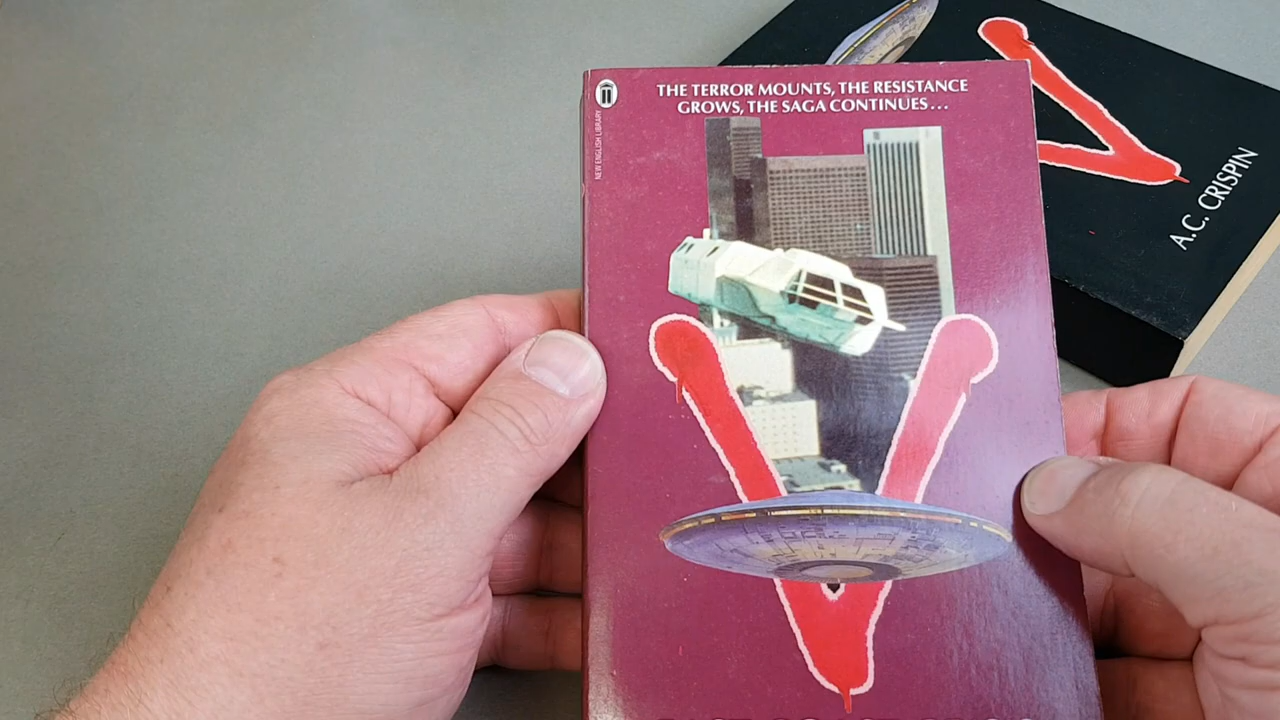 THE TERROR MOUNTS, THE RESISTANCE
GROWS, THE SAGA CONTINUES...
NEW ENGLISH LIBRARY
V
V
A.C. CRISPIN